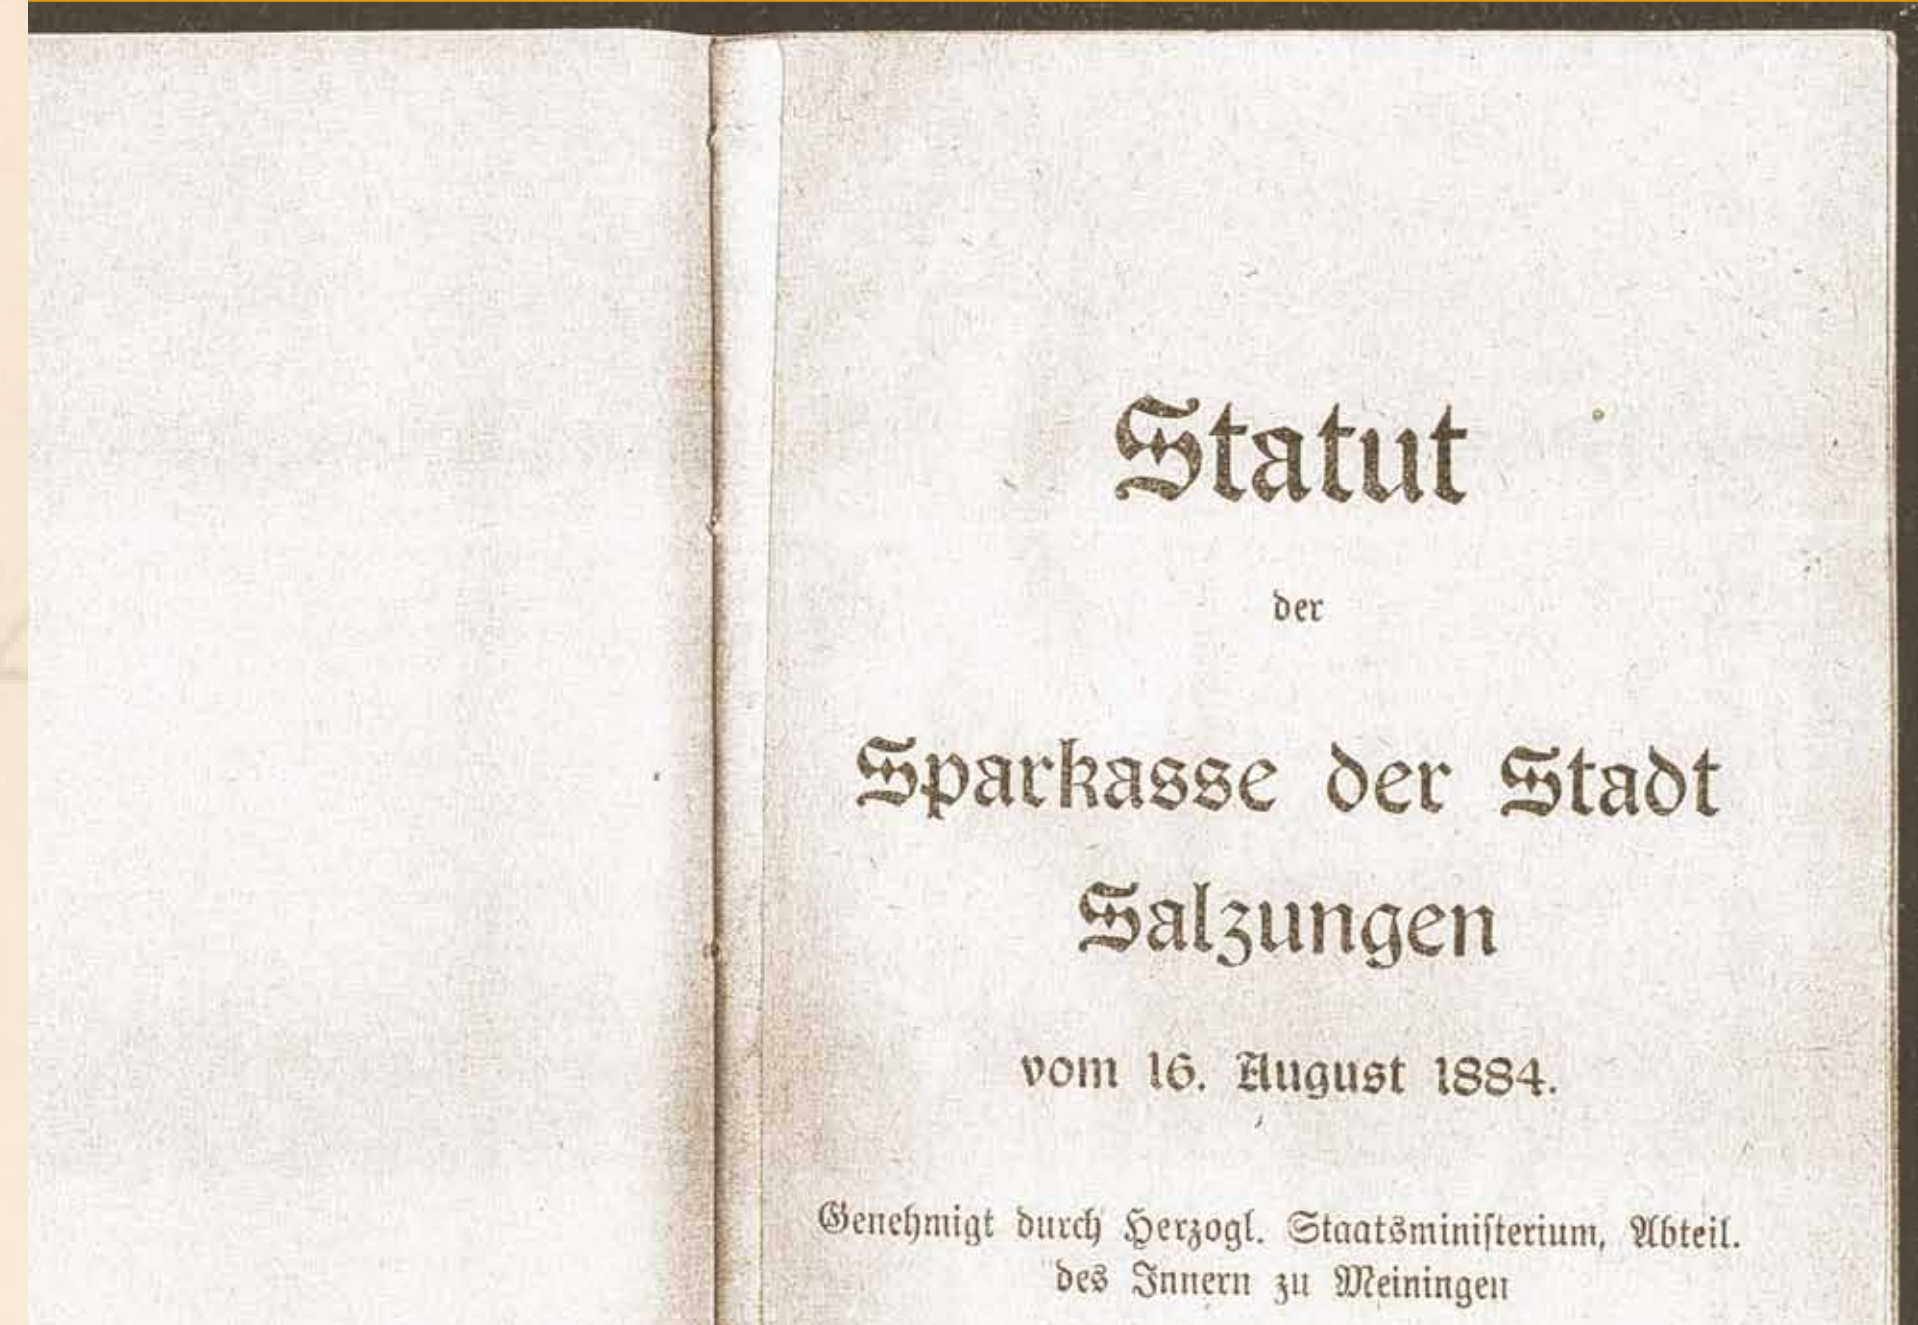 Statut
der
Sparkasse der Stadt
Salzungen
vom 16. August 1884.
Genehmigt durch Herzogl. Staatsministerium, Abteil.
des Innern zu Meiningen